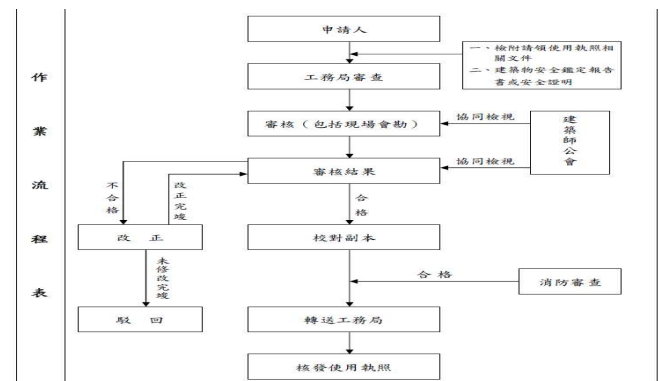 作業流程表
申請人
一、檢附請領使用執照相
關文件
二、建築物安全鑑定報告
書或安全證明
工務局審查
審核（包括現場會勘）
協同檢視
建築師公會
協同檢視
審核結果
不合格
改正完竣
合格
改 正
校對副本
未修改完竣
合 格
消防審查
駁 回
轉送工務局
核發使用執照